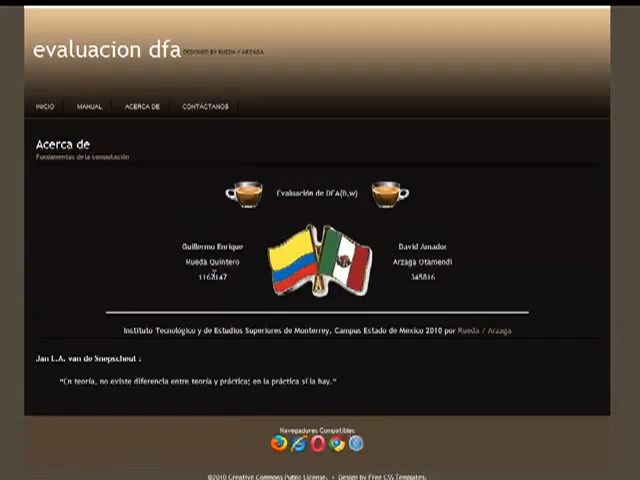 evaluacion dfa DESIGNED BY RUEDA / ARZAGA
INICIO MANUAL ACERCA DE CONTACTANOS
Acerca de
Fundamentos de la computación
Evaluación de DFA(D,w)
Guillermo Enrique
Rueda Quintero
David Amador
Arzaga Otamendi
345816
Instituto Tecnológico y de Estudios Superiores de Monterrey, Campus Estado de Mexico 2010 por Rueda / Arzaga
Jan L.A. van de Snepscheut :
"En teoría, no existe diferencia entre teoría y práctica; en la práctica sí la hay."
Navegadores Compatibles
©2010 Creative Commons Public License. • Design by Free CSS Templates.